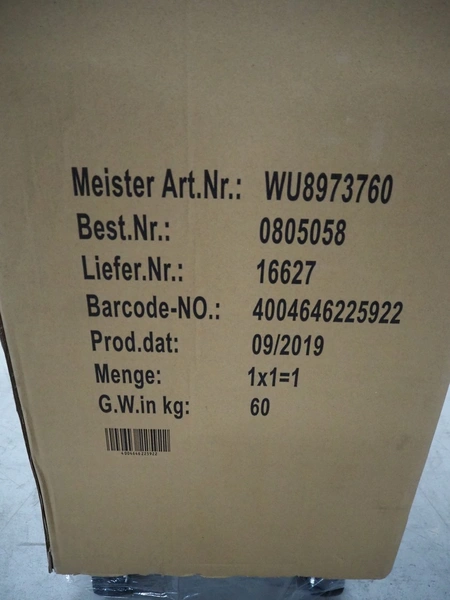 Meister Art.Nr.: WU8973760
Best.Nr.: 0805058
Liefer.Nr.: 16627
Barcode-NO.: 4004646225922
Prod.dat: 09/2019
Menge: 1x1=1
G.W.in kg: 60
4004646225922